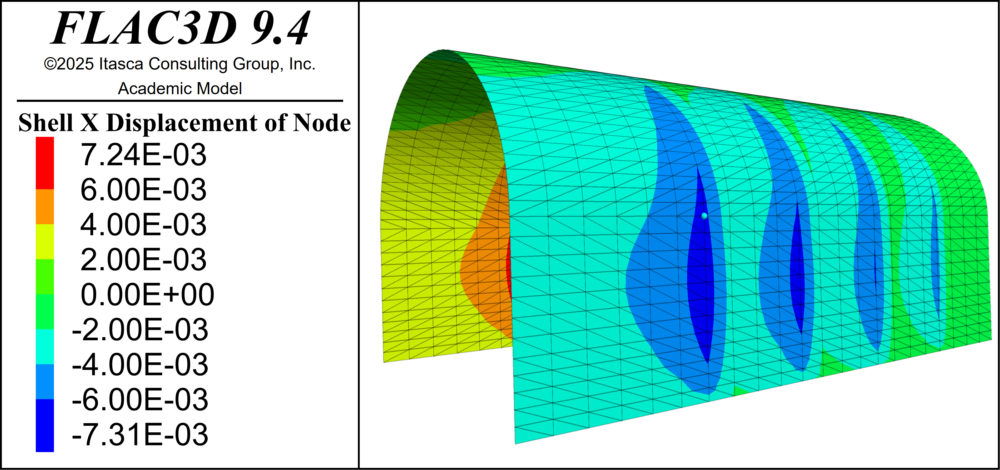 FLAC3D 9.4
©2025 Itasca Consulting Group, Inc.
Academic Model
Shell X Displacement of Node
7.24E-03
6.00E-03
4.00E-03
2.00E-03
0.00E+00
-2.00E-03
-4.00E-03
-6.00E-03
-7.31E-03